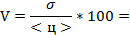 V = σ / < ц > * 100 =